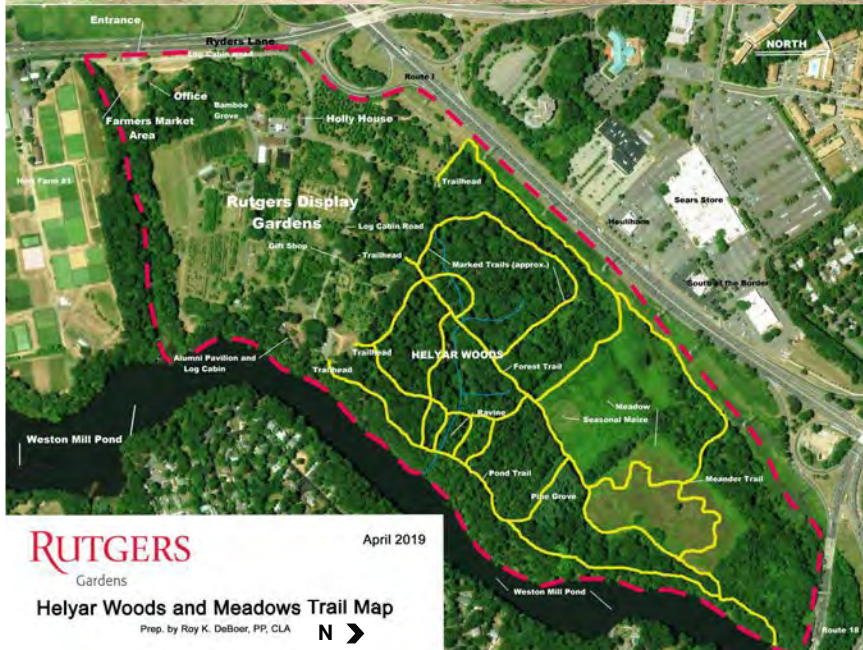 Entrance
Ryders Lane
Log Cabin Road
NORTH
Route 1
Office
Bamboo
Grove
Farmers Market
Area
Holly House
Hort Farm #1
Trailhead
Sears Store
Rutgers Display
Gardens
Houlihans
Log Cabin Road
Gift Shop
Trailhead
Marked Trails (approx.)
South of the Border
Alumni Pavilion and
Log Cabin
Trailhead
HELYAR WOODS
Trailhead
Forest Trail
Meadow
Seasonal Maize
Ravine
Weston Mill Pond
Pond Trail
Meander Trail
Pine Grove
RUTGERS
Gardens
April 2019
Weston Mill Pond
Helyar Woods and Meadows Trail Map
Prep. by Roy K. DeBoer, PP, CLA
N
Route 18